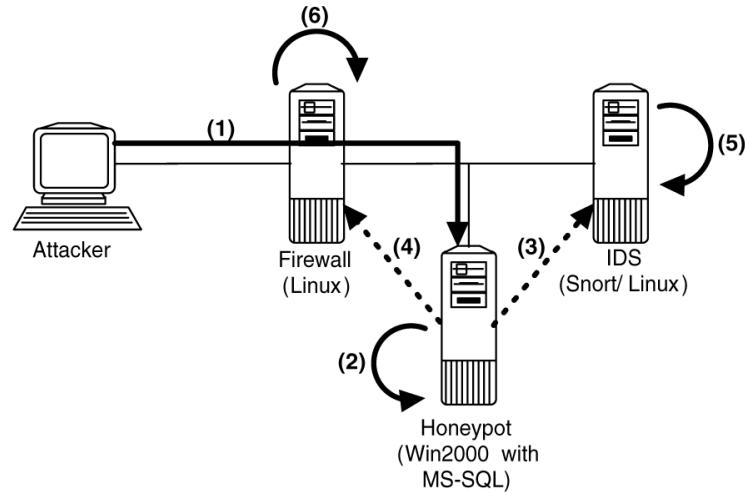 (6)
(1)
(5)
Attacker
Firewall
(Linux)
(4)
(3)
IDS
(Snort/ Linux)
(2)
Honeypot
(Win2000 with
MS-SQL)